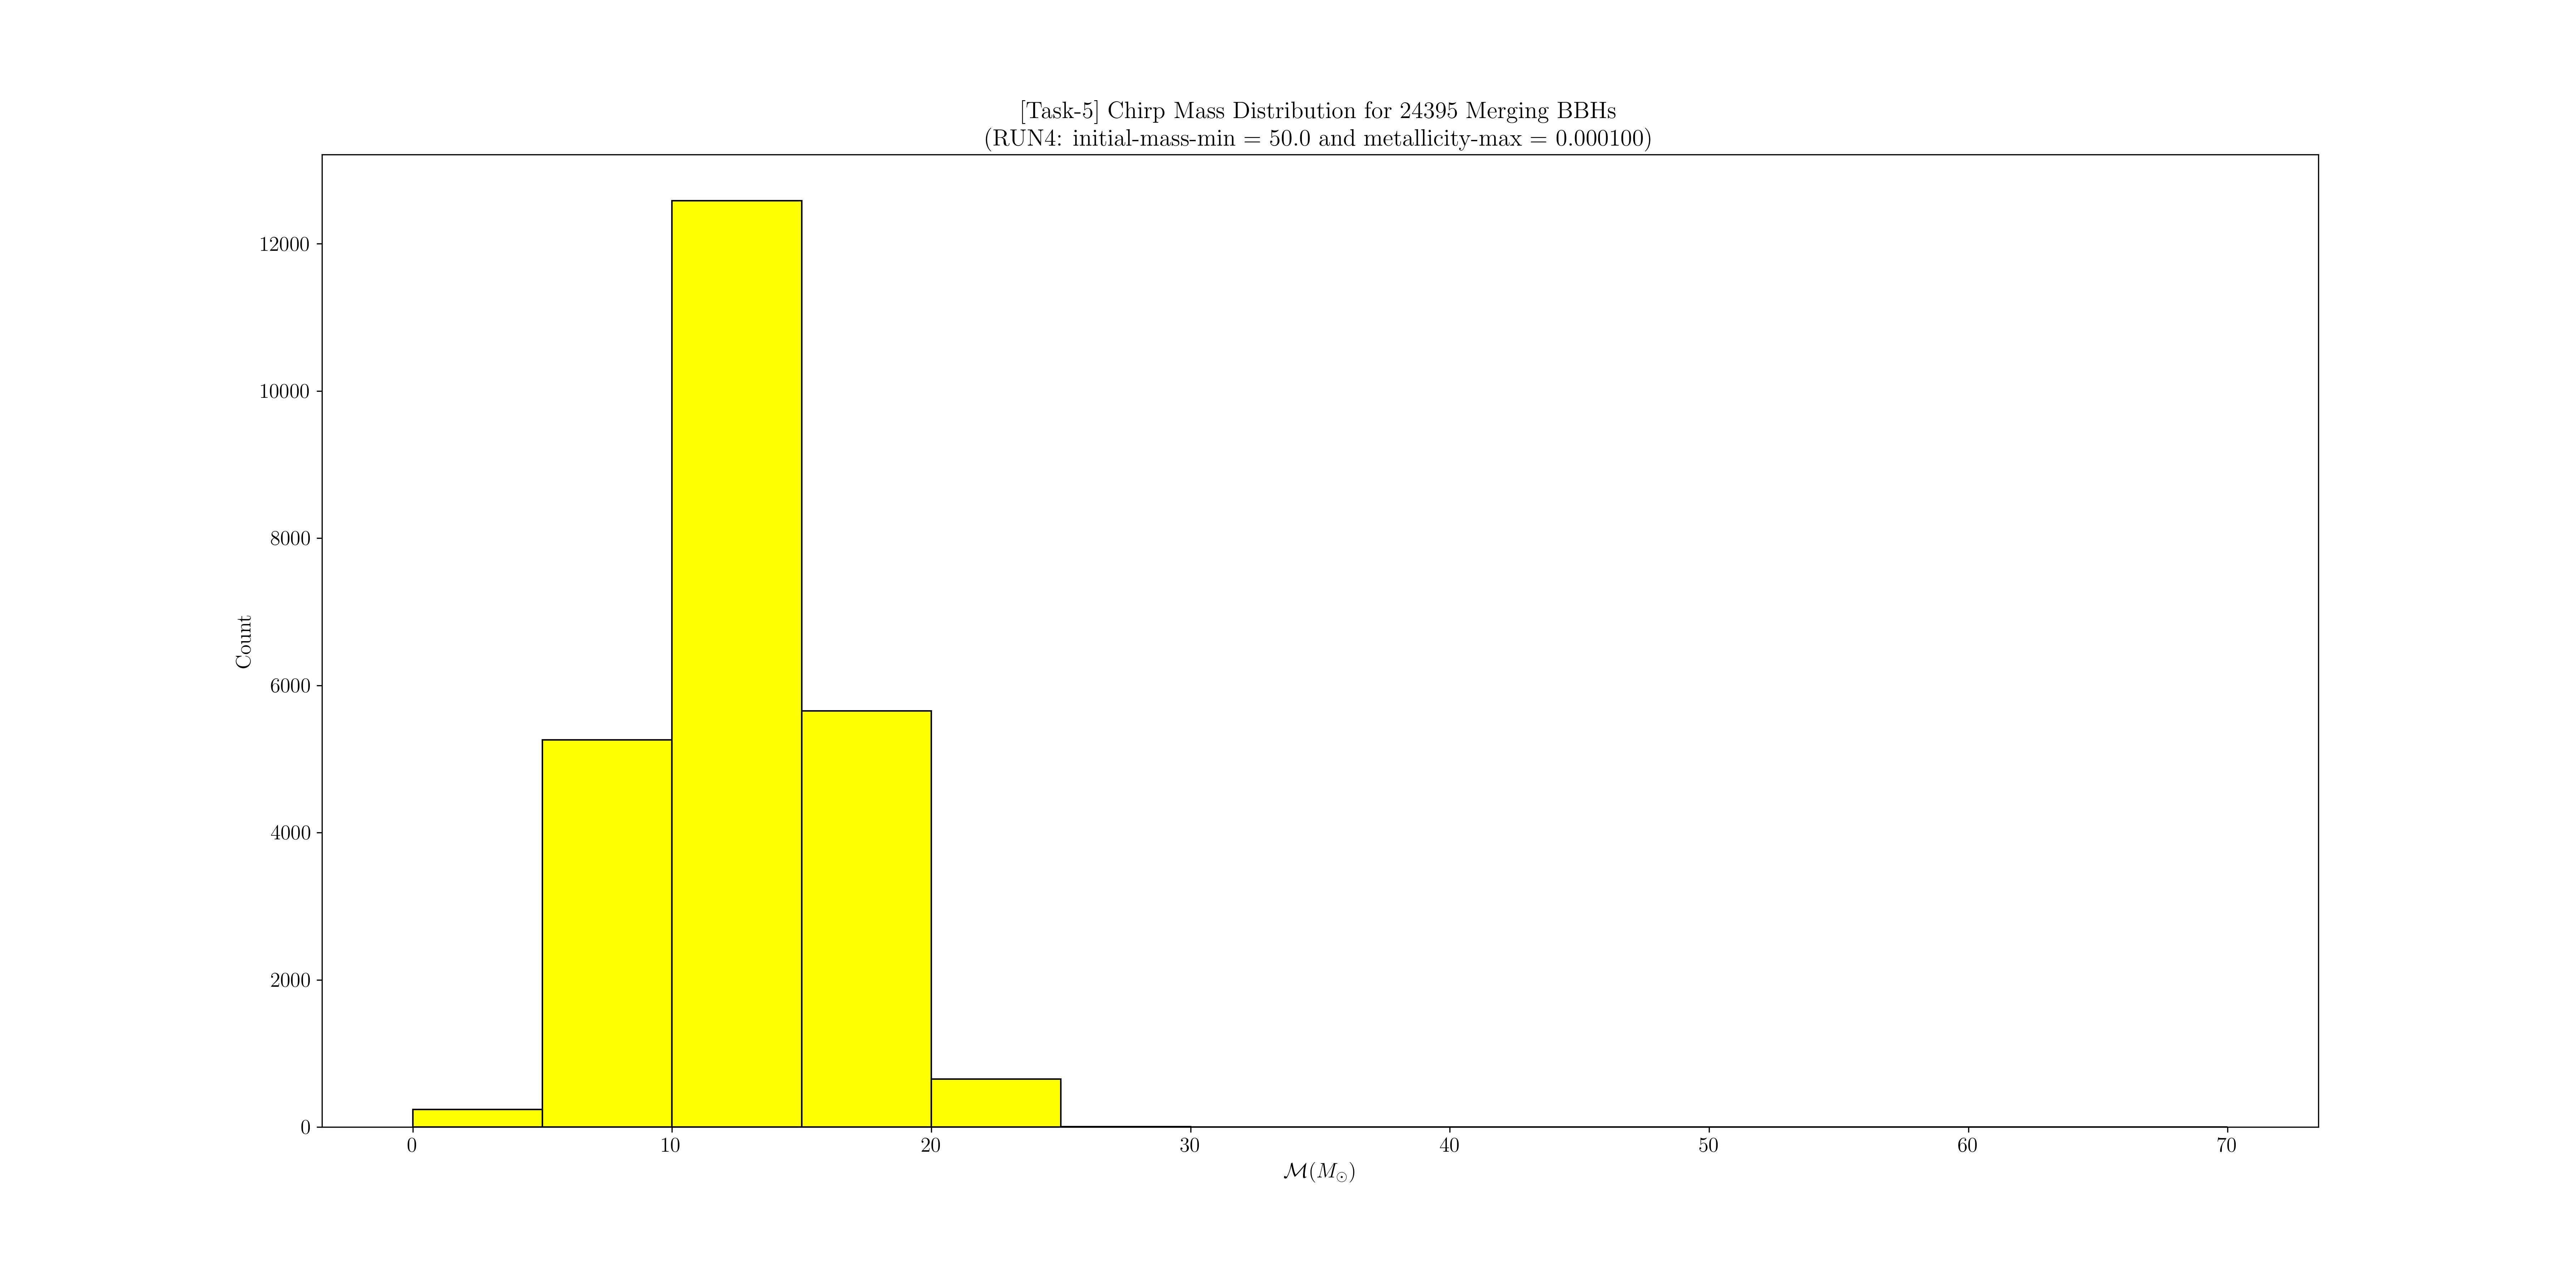 [Task-5] Chirp Mass Distribution for 24395 Merging BBHs
(RUN4: initial-mass-min = 50.0 and metallicity-max = 0.000100)
12000
10000
8000
6000
4000
2000
0
Count
0 10 20 30 40 50 60 70
ℳ(M⊙)